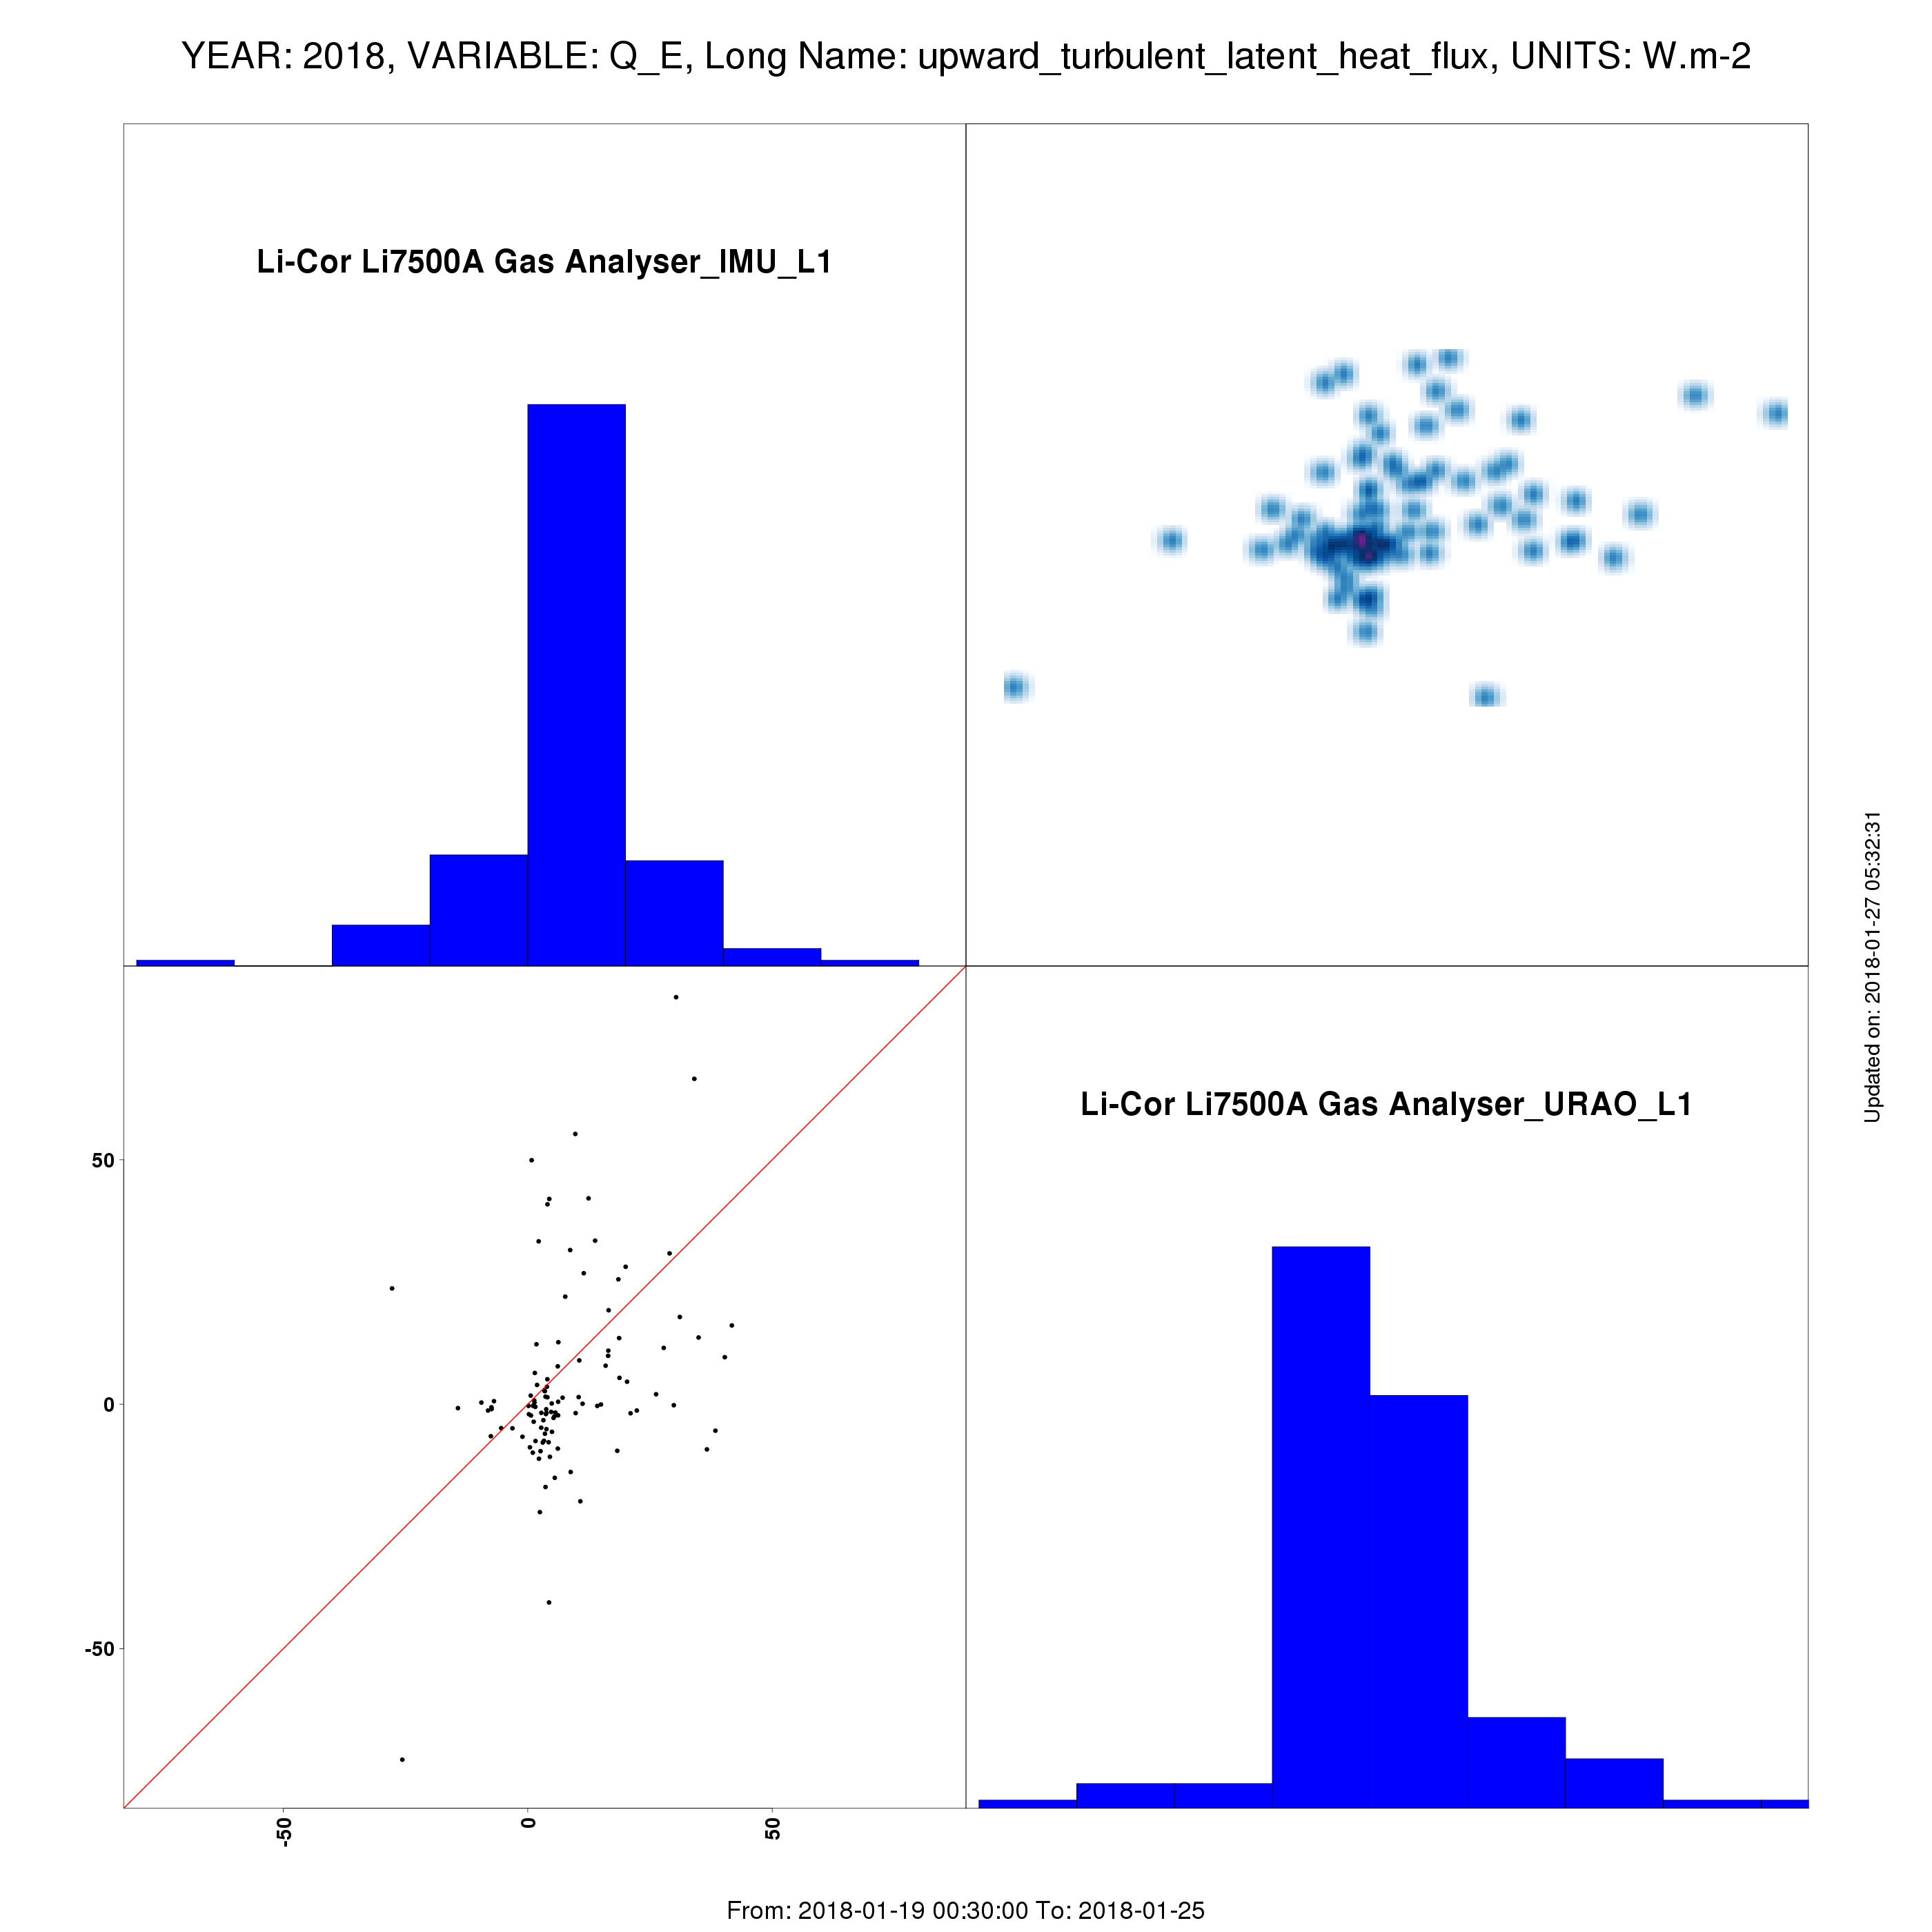 YEAR: 2018, VARIABLE: Q_E, Long Name: upward_turbulent_latent_heat_flux, UNITS: W.m-2
Li-Cor Li7500A Gas Analyser_IMU_L1
Li-Cor Li7500A Gas Analyser_URAO_L1
50
0
-50
-50
0
50
Updated on: 2018-01-27 05:32:31
From: 2018-01-19 00:30:00 To: 2018-01-25